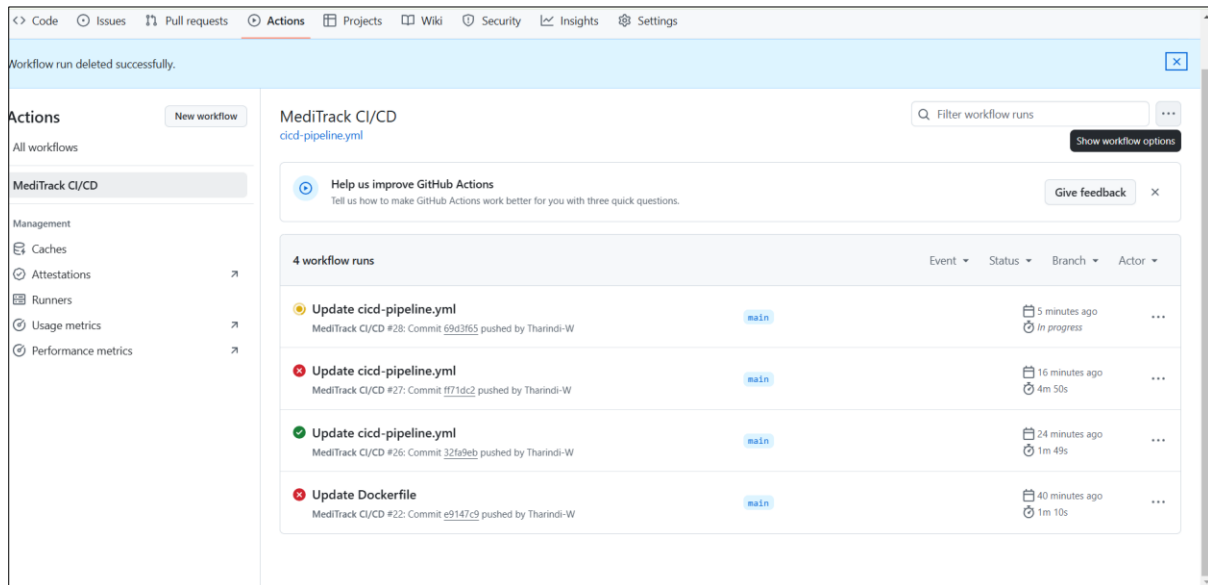 Code Issues Pull requests Actions Projects Wiki Security Insights Settings
Workflow run deleted successfully.
Actions
New workflow
All workflows
MediTrack CI/CD
Management
Caches
Attestations
Runners
Usage metrics
Performance metrics
MediTrack CI/CD
cicd-pipeline.yml
Filter workflow runs
Show workflow options
Help us improve GitHub Actions
Tell us how to make GitHub Actions work better for you with three quick questions.
Give feedback
4 workflow runs
Event Status Branch Actor
Update cicd-pipeline.yml
MediTrack CI/CD #28: Commit 69d3f65 pushed by Tharindi-W
main
5 minutes ago
In progress
Update cicd-pipeline.yml
MediTrack CI/CD #27: Commit ff71dc2 pushed by Tharindi-W
main
16 minutes ago
4m 50s
Update cicd-pipeline.yml
MediTrack CI/CD #26: Commit 32fa9eb pushed by Tharindi-W
main
24 minutes ago
1m 49s
Update Dockerfile
MediTrack CI/CD #22: Commit e9147c9 pushed by Tharindi-W
main
40 minutes ago
1m 10s